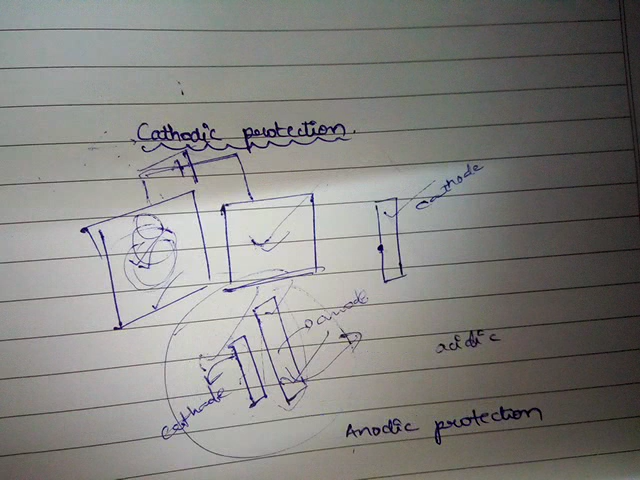 Cathodic protection.
Cathode
anode
acidic
Cathode
Anodic protection